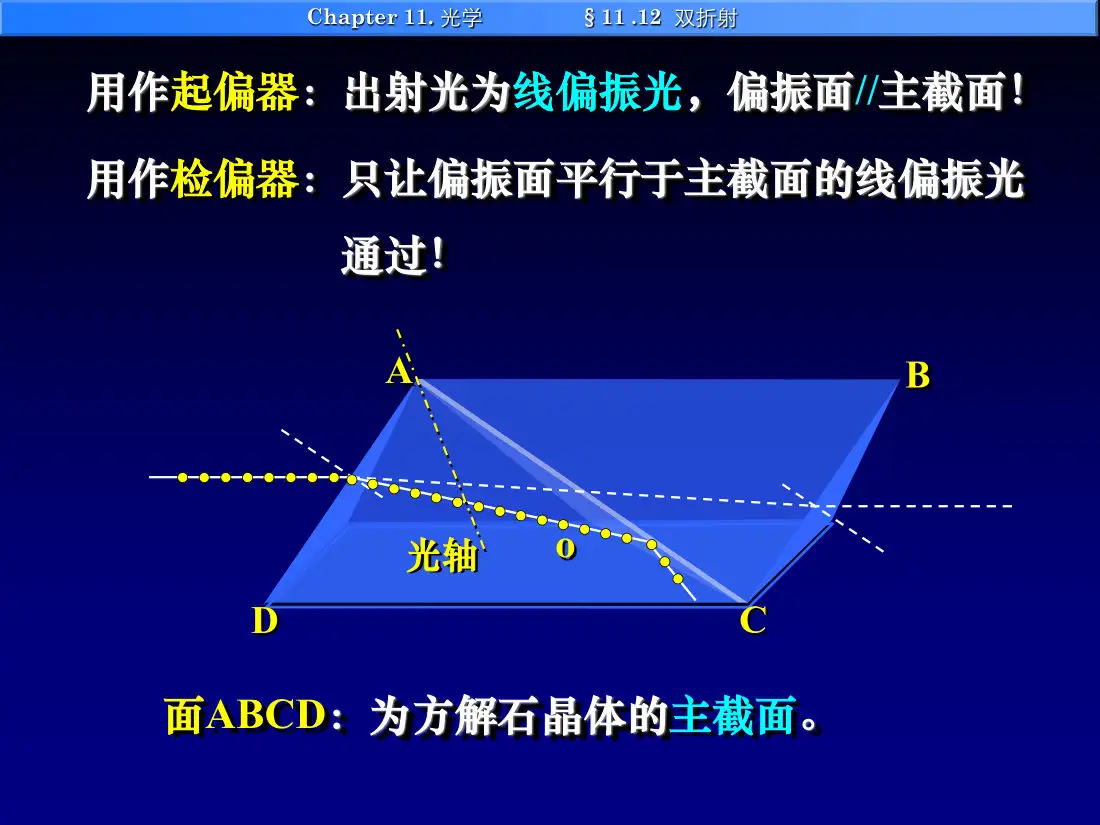 Chapter 11. 光学 §11 .12 双折射
用作起偏器：出射光为线偏振光，偏振面//主截面！
用作检偏器：只让偏振面平行于主截面的线偏振光
通过！
A
B
光轴
o
D
C
面ABCD：为方解石晶体的主截面。